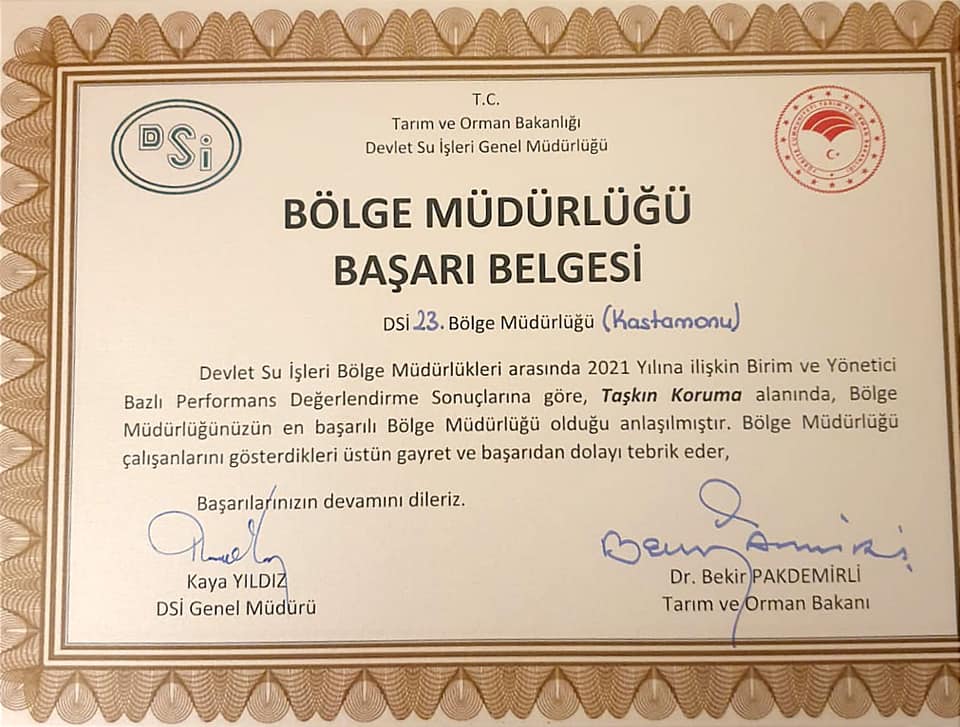 T.C.
Tarım ve Orman Bakanlığı
Devlet Su İşleri Genel Müdürlüğü
DSİ
BÖLGE MÜDÜRLÜĞÜ
BAŞARI BELGESİ
DSİ 23. Bölge Müdürlüğü (Kastamonu)
Devlet Su İşleri Bölge Müdürlükleri arasında 2021 Yılına ilişkin Birim ve Yönetici
Bazlı Performans Değerlendirme Sonuçlarına göre, Taşkın Koruma alanında, Bölge
Müdürlüğünüzün en başarılı Bölge Müdürlüğü olduğu anlaşılmıştır. Bölge Müdürlüğü
çalışanlarını gösterdikleri üstün gayret ve başarıdan dolayı tebrik eder,
Başarılarınızın devamını dileriz.
Kaya YILDIZ
DSİ Genel Müdürü
Dr. Bekir PAKDEMİRLİ
Tarım ve Orman Bakanı